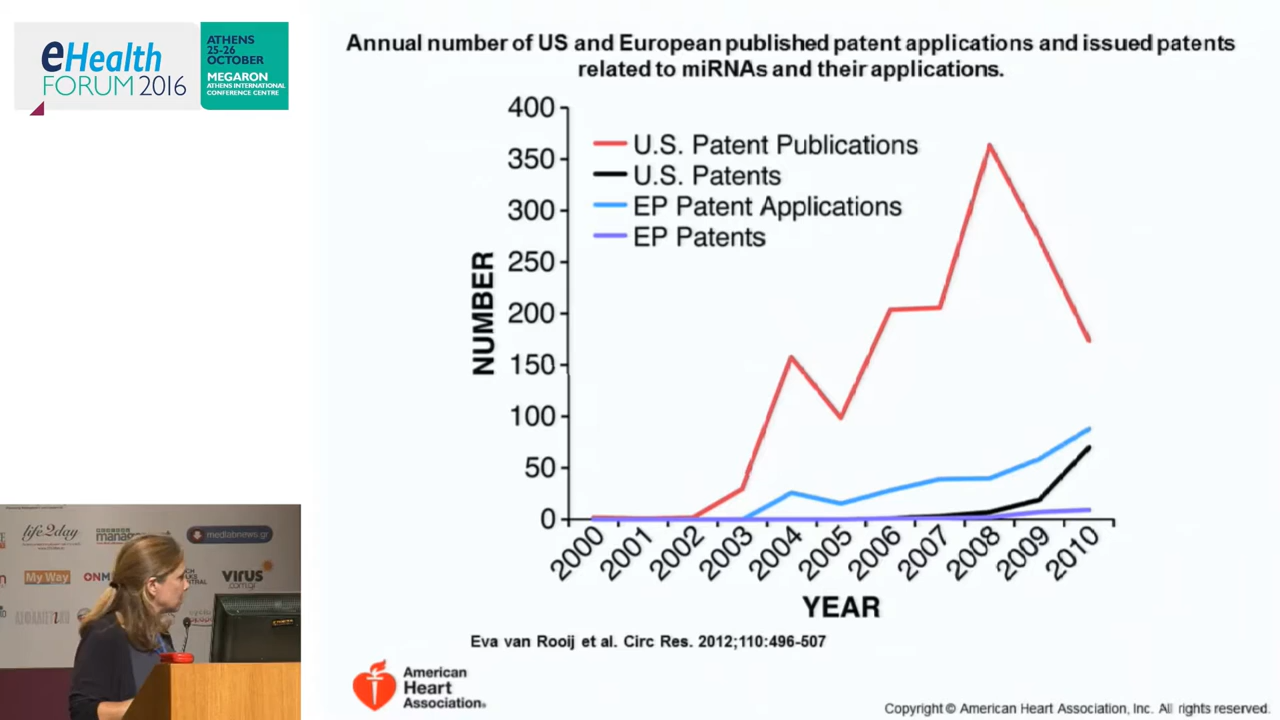 eHealth
FORUM 2016
ATHENS
25-26
OCTOBER
MEGARON
ATHENS INTERNATIONAL
CONFERENCE CENTRE
Annual number of US and European published patent applications and issued patents
related to miRNAs and their applications.
400
350
300
250
200
150
100
50
0
NUMBER
U.S. Patent Publications
U.S. Patents
EP Patent Applications
EP Patents
2000
2001
2002
2003
2004
2005
2006
2007
2008
2009
2010
YEAR
Eva van Rooij et al. Circ Res. 2012;110:496-507
American
Heart
Association®
Copyright © American Heart Association, Inc. All rights reserved.
life2day
medlabnews.gr
My Way
ONM
VIRUS
.com.gr